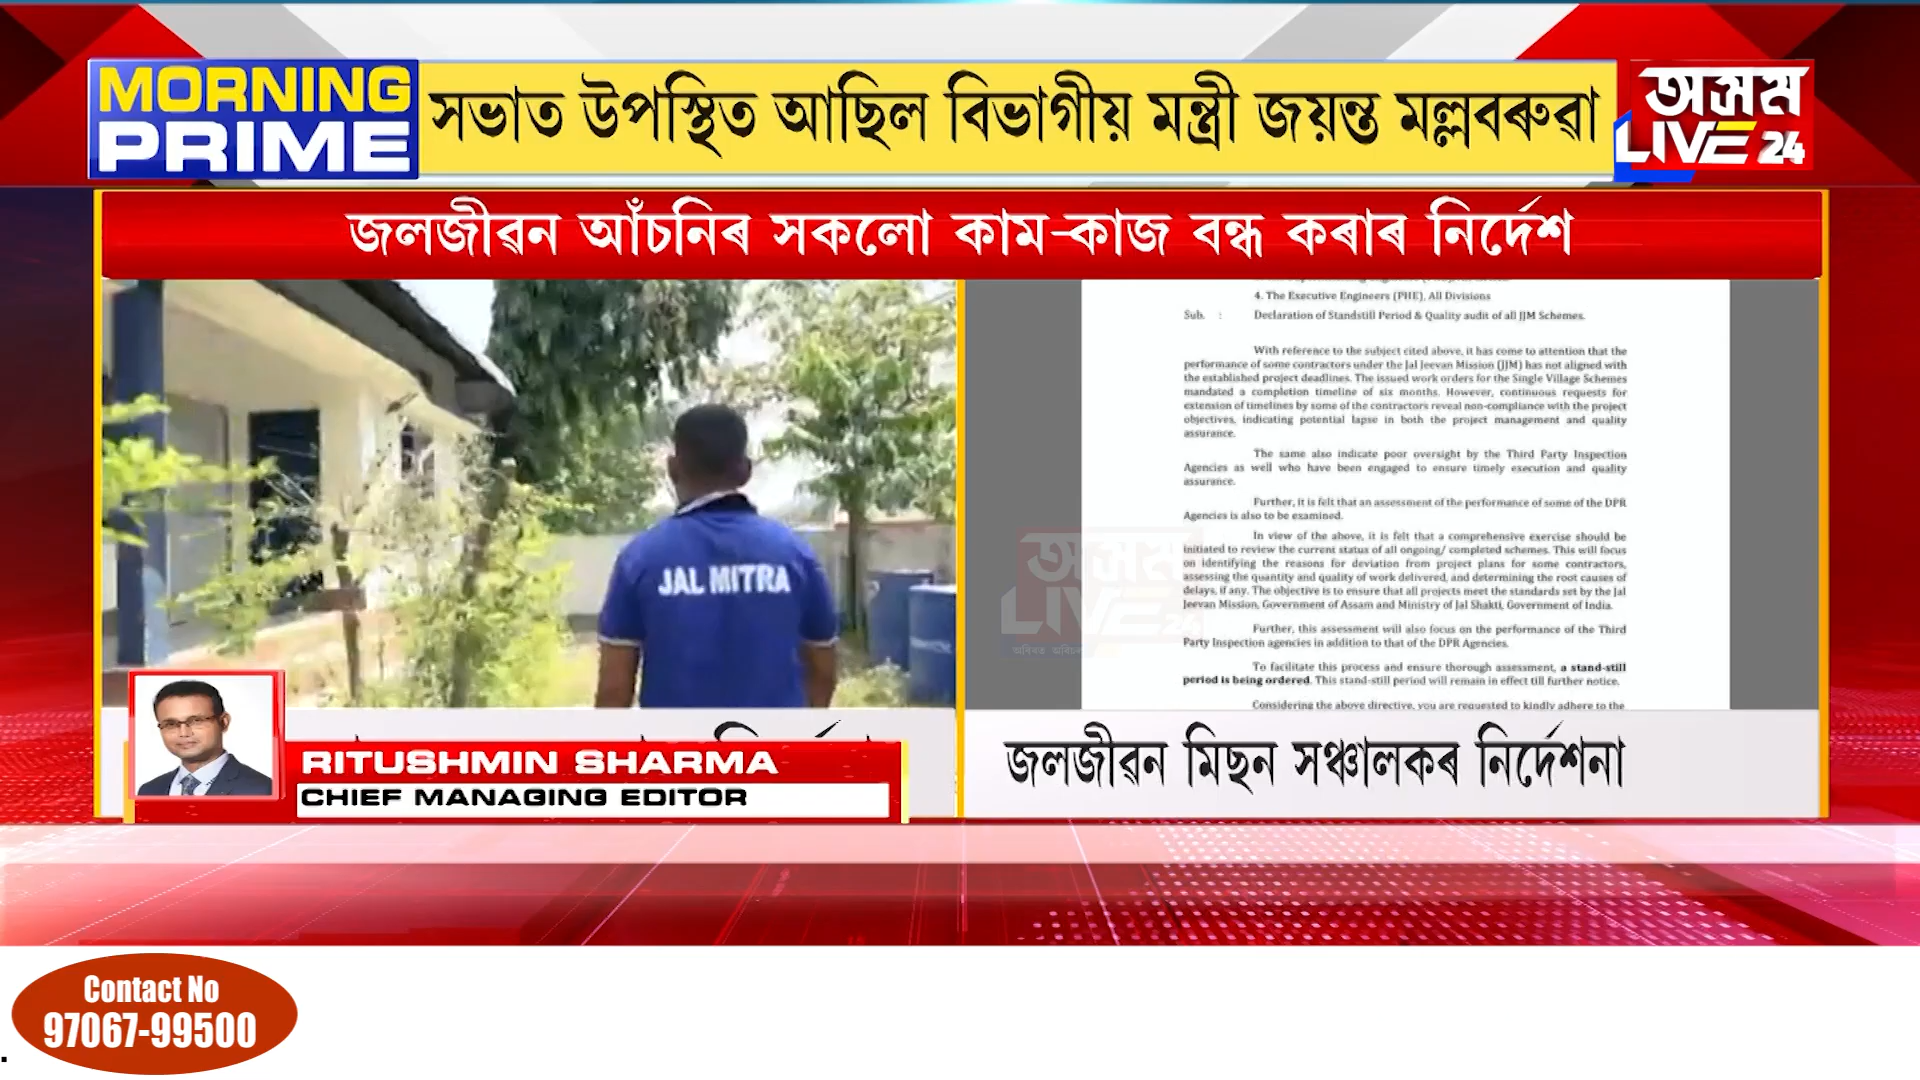 MORNING
PRIME
সভাত উপস্থিত আছিল বিভাগীয় মন্ত্ৰী জয়ন্ত মল্লবৰুৱা
অসম
LIVE 24
জলজীৱন আঁচনিৰ সকলো কাম-কাজ বন্ধ কৰাৰ নিৰ্দেশ
JAL MITRA
4. The Executive Engineers (PHE), All Divisions
Sub. : Declaration of Standstill Period & Quality audit of all JJM Schemes.
With reference to the subject cited above, it has come to attention that the
performance of some contractors under the Jal Jeevan Mission (JJM) has not aligned with
the established project deadlines. The issued work orders for the Single Village Schemes
mandated a completion timeline of six months. However, continuous requests for
extension of timelines by some of the contractors reveal non-compliance with the project
objectives, indicating potential lapse in both the project management and quality
assurance.
The same also indicate poor oversight by the Third Party Inspection
Agencies as well who have been engaged to ensure timely execution and quality
assurance.
Further, it is felt that an assessment of the performance of some of the DPR
Agencies is also to be examined.
In view of the above, it is felt that a comprehensive exercise should be
initiated to review the current status of all ongoing/ completed schemes. This will focus
on identifying the reasons for deviation from project plans for some contractors,
assessing the quantity and quality of work delivered, and determining the root causes of
delays, if any. The objective is to ensure that all projects meet the standards set by the Jal
Jeevan Mission, Government of Assam and Ministry of Jal Shakti, Government of India.
Further, this assessment will also focus on the performance of the Third
Party Inspection agencies in addition to that of the DPR Agencies.
To facilitate this process and ensure thorough assessment, a stand-still
period is being ordered. This stand-still period will remain in effect till further notice.
Considering the above directive, you are requested to kindly adhere to the
অসম
LIVE 24
RITUSHMIN SHARMA
CHIEF MANAGING EDITOR
জলজীৱন মিছন সঞ্চালকৰ নিৰ্দেশনা
Contact No
97067-99500